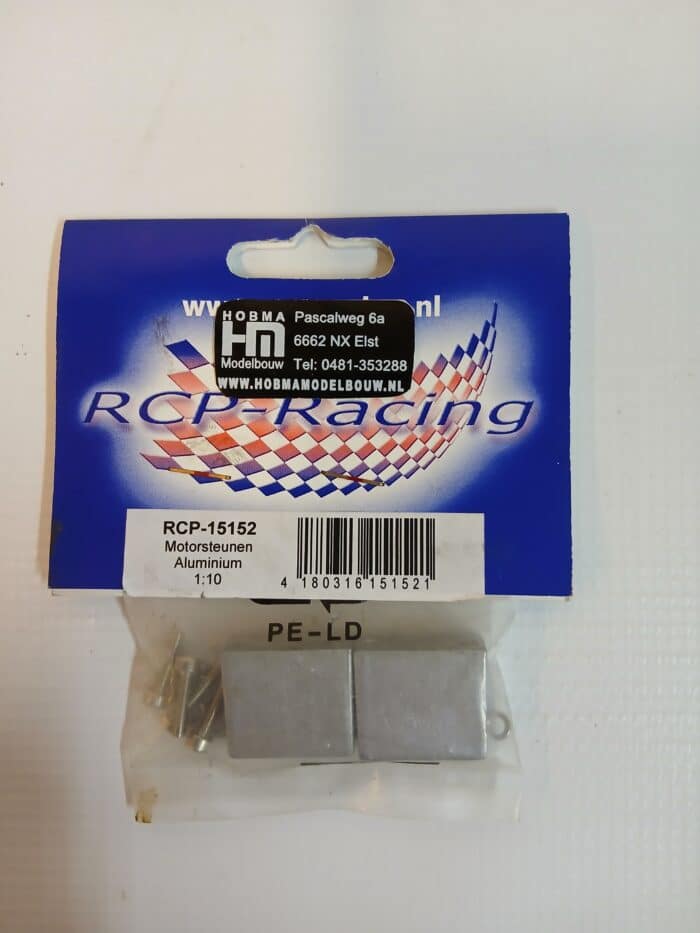 ww
nl
HOBMA
HM
Modelbouw
Pascalweg 6a
6662 NX Elst
Tel: 0481-353288
WWW.HOBMAMODELBOUW.NL
RCP-Racing
RCP-15152
Motorsteunen
Aluminium
1:10
4 180316 151521
PE-LD